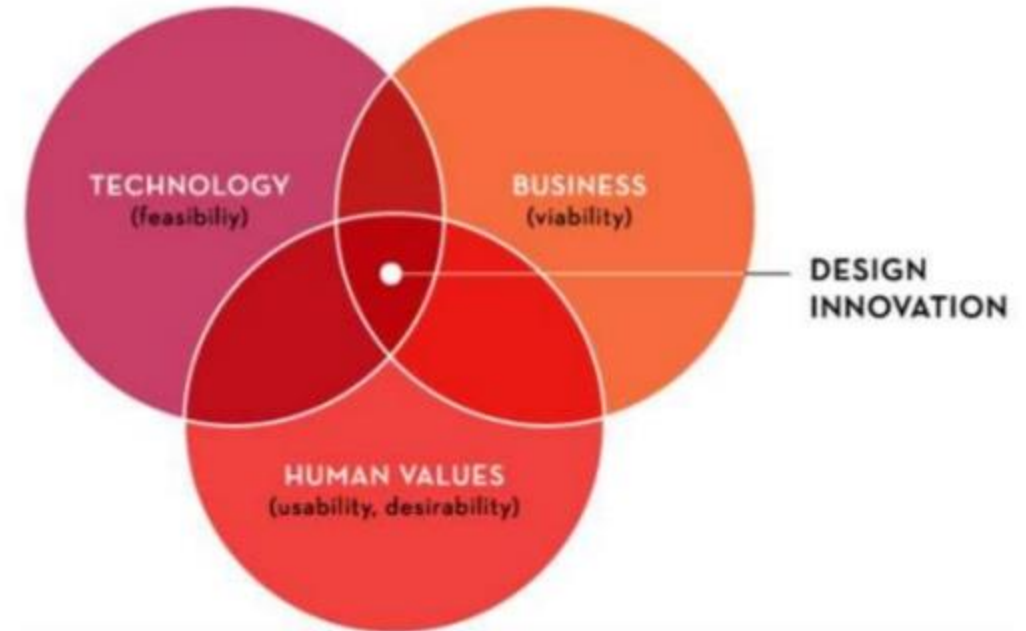 TECHNOLOGY
(feasibiliy)
BUSINESS
(viability)
DESIGN
INNOVATION
HUMAN VALUES
(usability, desirability)